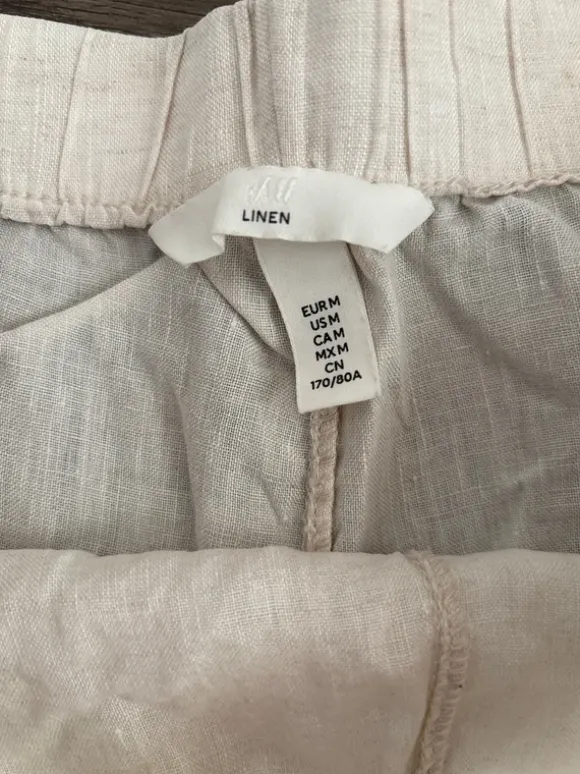 H&M
LINEN
EUR M
US M
CA M
MX M
CN
170/80A